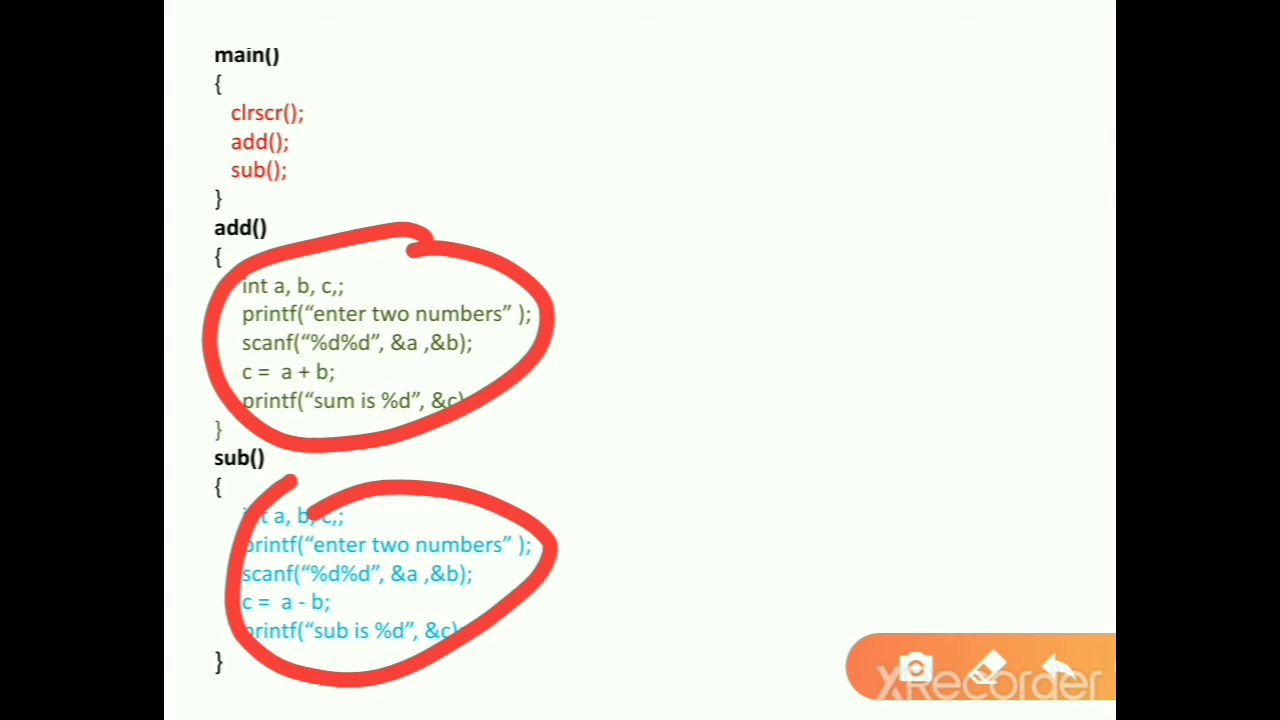 main()
{
clrscr();
add();
sub();
}
add()
{
int a, b, c,;
printf(“enter two numbers” );
scanf(“%d%d”, &a ,&b);
c = a + b;
printf(“sum is %d”, &c)
}
sub()
{
int a, b, c,;
printf(“enter two numbers” );
scanf(“%d%d”, &a ,&b);
c = a - b;
printf(“sub is %d”, &c)
}
XRecorder